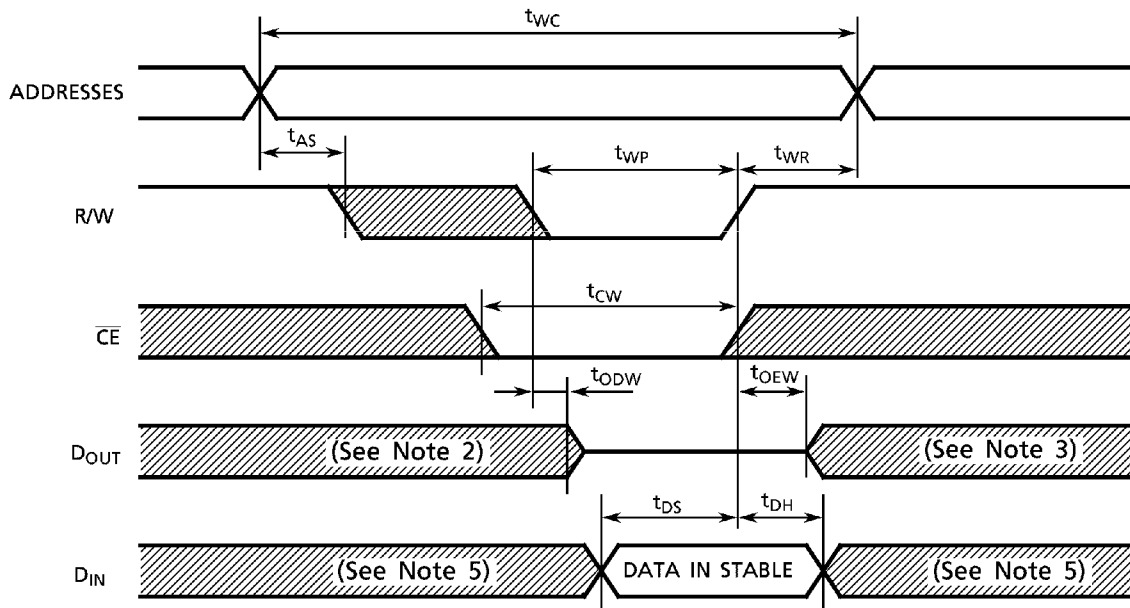 tWC
ADDRESSES
tAS
tWP
tWR
R/W
tCW
CE
tODW
tOEW
DOUT
(See Note 2)
(See Note 3)
tDS
tDH
DIN
(See Note 5)
DATA IN STABLE
(See Note 5)